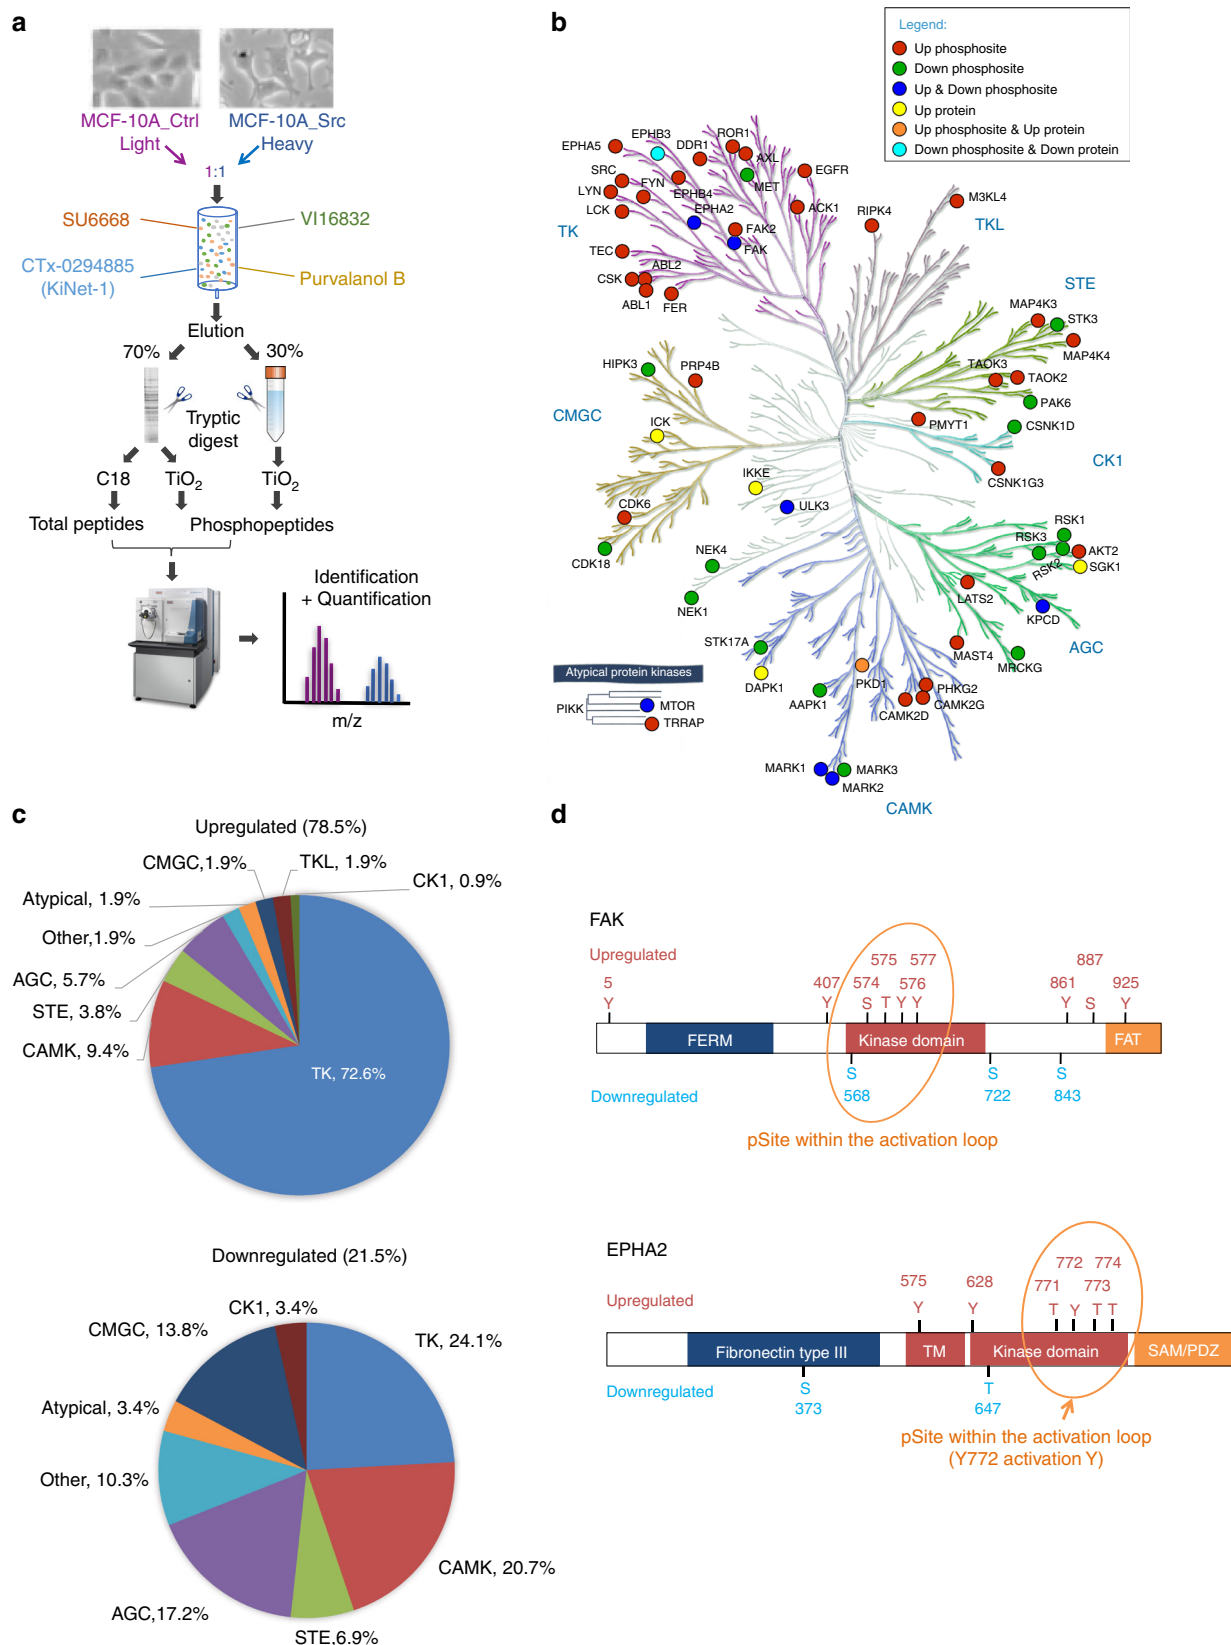 a
MCF-10A_Ctrl
Light
MCF-10A_Src
Heavy
1:1
SU6668
VI16832
CTx-0294885
(KiNet-1)
Purvalanol B
Elution
70%
30%
Tryptic
digest
C18
TiO2
TiO2
Total peptides
Phosphopeptides
Identification
+ Quantification
m/z
b
Legend:
Up phosphosite
Down phosphosite
Up & Down phosphosite
Up protein
Up phosphosite & Up protein
Down phosphosite & Down protein
EPHB3
ROR1
EPHA5
DDR1
AXL
SRC
FYN
EGFR
LYN
EPHB4
MET
LCK
EPHA2
ACK1
RIPK4
M3KL4
TK
FAK2
TKL
FAK
TEC
ABL2
CSK
ABL1
FER
STE
MAP4K3
STK3
MAP4K4
HIPK3
PRP4B
TAOK3
TAOK2
PAK6
CMGC
ICK
PMYT1
CSNK1D
CK1
IKKE
CSNK1G3
ULK3
CDK6
RSK1
RSK3
AKT2
RSK2
SGK1
CDK18
NEK4
NEK1
LATS2
KPCD
STK17A
MAST4
AGC
MRCKG
Atypical protein kinases
DAPK1
PKD1
PHKG2
PIKK
MTOR
AAPK1
CAMK2G
CAMK2D
TRRAP
MARK1
MARK3
MARK2
CAMK
c
Upregulated (78.5%)
CMGC,1.9%
TKL, 1.9%
CK1, 0.9%
Atypical, 1.9%
Other,1.9%
AGC, 5.7%
STE, 3.8%
CAMK, 9.4%
TK, 72.6%
Downregulated (21.5%)
CK1, 3.4%
CMGC, 13.8%
TK, 24.1%
Atypical, 3.4%
Other, 10.3%
CAMK, 20.7%
AGC,17.2%
STE,6.9%
d
FAK
Upregulated
575 577 887
5 407 574 576 861 925
Y Y S T Y Y Y S Y
FERM Kinase domain FAT
S S S
Downregulated 568 722 843
pSite within the activation loop
EPHA2
772 774
575 628 771 773
Upregulated
Y Y T Y T T
Fibronectin type III TM Kinase domain SAM/PDZ
Downregulated S T
373 647
pSite within the activation loop
(Y772 activation Y)